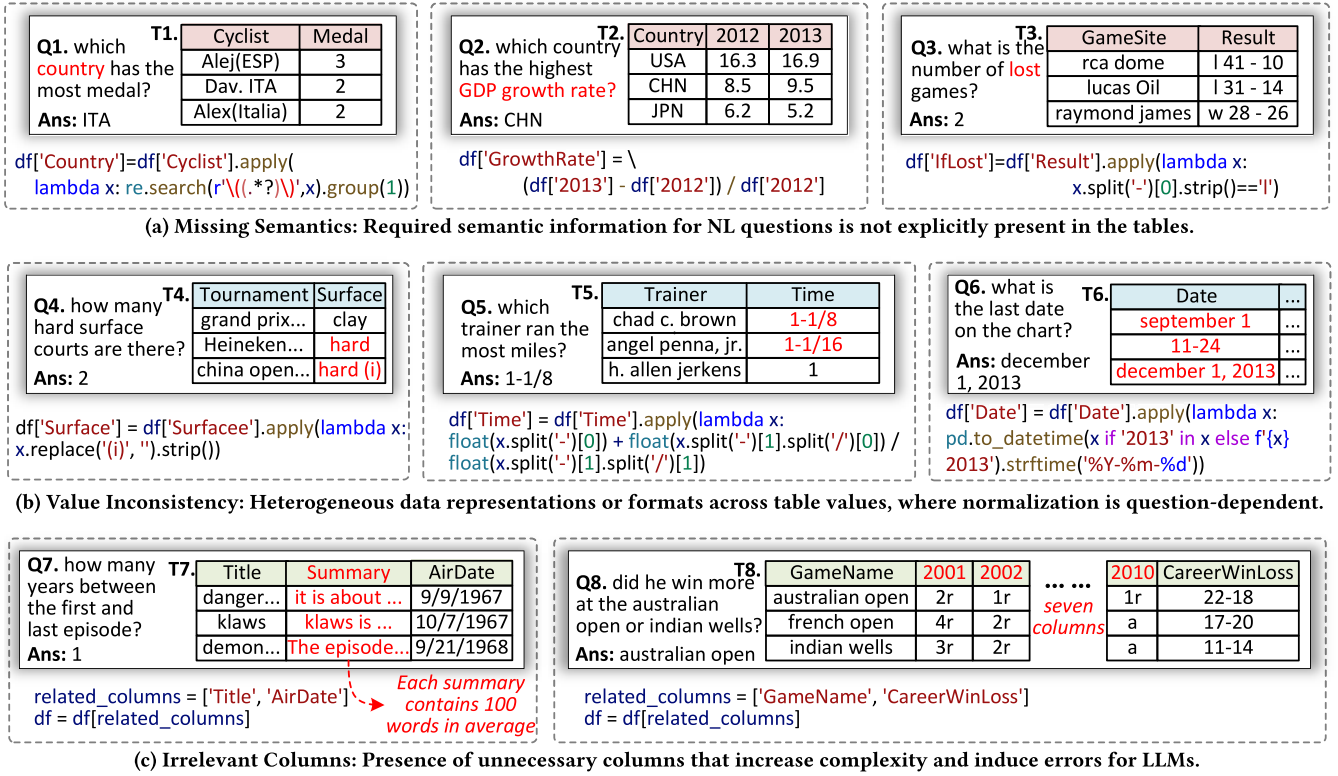 Q1. which
country has the
most medal?
Ans: ITA
T1.
Cyclist Medal
Alej(ESP) 3
Dav. ITA 2
Alex(Italia) 2
df['Country']=df['Cyclist'].apply(
lambda x: re.search(r'\((.*?)\)',x).group(1))
Q2. which country
has the highest
GDP growth rate?
Ans: CHN
T2.
Country 2012 2013
USA 16.3 16.9
CHN 8.5 9.5
JPN 6.2 5.2
df['GrowthRate'] = \
(df['2013'] - df['2012']) / df['2012']
Q3. what is the
number of lost
games?
Ans: 2
T3.
GameSite Result
rca dome l 41 - 10
lucas Oil l 31 - 14
raymond james w 28 - 26
df['IfLost']=df['Result'].apply(lambda x:
x.split('-')[0].strip()=='l')
(a) Missing Semantics: Required semantic information for NL questions is not explicitly present in the tables.
Q4. how many
hard surface
courts are there?
Ans: 2
T4.
Tournament Surface
grand prix... clay
Heineken... hard
china open... hard (i)
df['Surface'] = df['Surfacee'].apply(lambda x:
x.replace('(i)', '').strip())
Q5. which
trainer ran the
most miles?
Ans: 1-1/8
T5.
Trainer Time
chad c. brown 1-1/8
angel penna, jr. 1-1/16
h. allen jerkens 1
df['Time'] = df['Time'].apply(lambda x:
float(x.split('-')[0]) + float(x.split('-')[1].split('/')[0]) /
float(x.split('-')[1].split('/')[1])
Q6. what is
the last date
on the chart?
Ans: december
1, 2013
T6.
Date ...
september 1 ...
11-24 ...
december 1, 2013 ...
df['Date'] = df['Date'].apply(lambda x:
pd.to_datetime(x if '2013' in x else f'{x}
2013').strftime('%Y-%m-%d'))
(b) Value Inconsistency: Heterogeneous data representations or formats across table values, where normalization is question-dependent.
Q7. how many
years between
the first and
last episode?
Ans: 1
T7.
Title Summary AirDate
danger... it is about ... 9/9/1967
klaws klaws is ... 10/7/1967
demon... The episode... 9/21/1968
related_columns = ['Title', 'AirDate']
df = df[related_columns]
Each summary
contains 100
words in average
Q8. did he win more
at the australian
open or indian wells?
Ans: australian open
T8.
GameName 2001 2002 ... ... 2010 CareerWinLoss
australian open 2r 1r 1r 22-18
french open 4r 2r a 17-20
indian wells 3r 2r a 11-14
seven
columns
related_columns = ['GameName', 'CareerWinLoss']
df = df[related_columns]
(c) Irrelevant Columns: Presence of unnecessary columns that increase complexity and induce errors for LLMs.